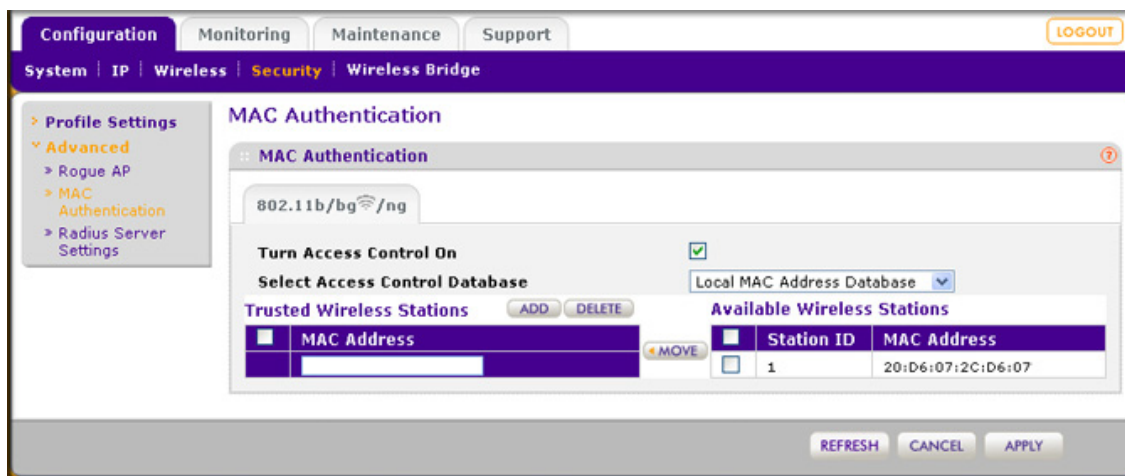 Configuration Monitoring Maintenance Support LOGOUT
System IP Wireless Security Wireless Bridge
Profile Settings
Advanced
Rogue AP
MAC
Authentication
Radius Server
Settings
MAC Authentication
MAC Authentication ?
802.11b/bg/ng
Turn Access Control On
Select Access Control Database Local MAC Address Database
Trusted Wireless Stations ADD DELETE Available Wireless Stations
MAC Address MOVE Station ID MAC Address
1 20:D6:07:2C:D6:07
REFRESH CANCEL APPLY